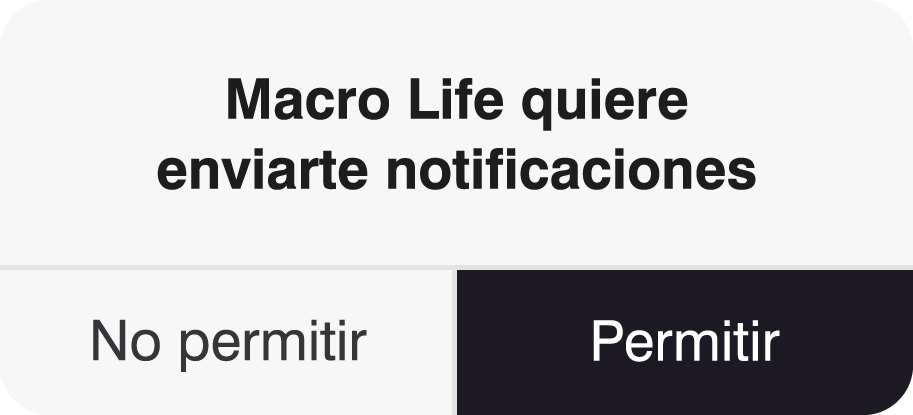 Macro Life quiere
enviarte notificaciones
No permitir
Permitir